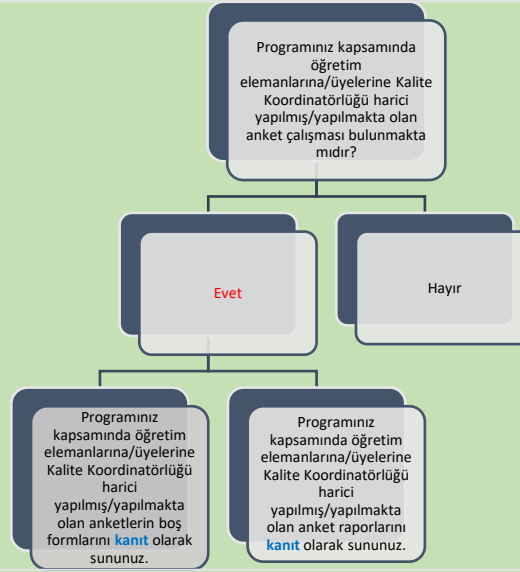 Programınız kapsamında
öğretim
elemanlarına/üyelerine Kalite
Koordinatörlüğü harici
yapılmış/yapılmakta olan
anket çalışması bulunmakta
mıdır?
Evet
Hayır
Programınız
kapsamında öğretim
elemanlarına/üyelerine
Kalite Koordinatörlüğü
harici
yapılmış/yapılmakta
olan anketlerin boş
formlarını kanıt olarak
sununuz.
Programınız
kapsamında öğretim
elemanlarına/üyelerine
Kalite Koordinatörlüğü
harici
yapılmış/yapılmakta
olan anket raporlarını
kanıt olarak sununuz.